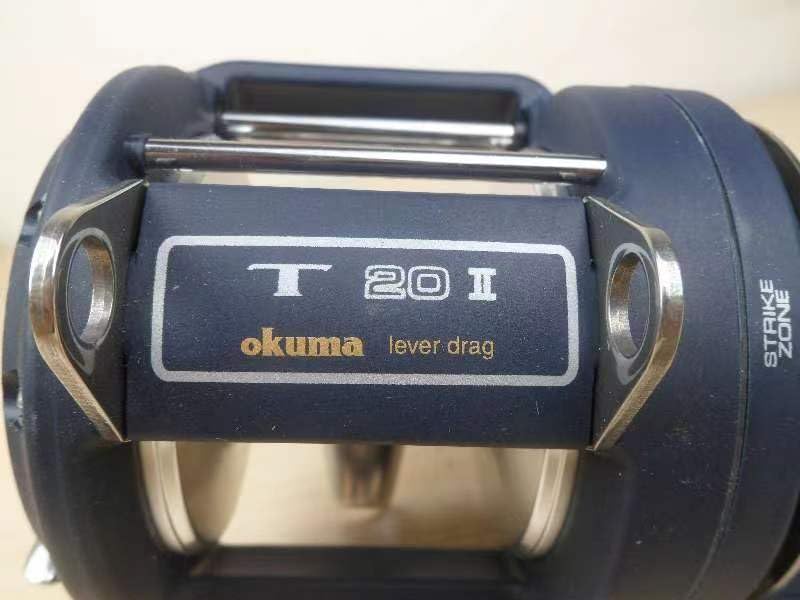 T 20 II
okuma lever drag
STRIKE
ZONE